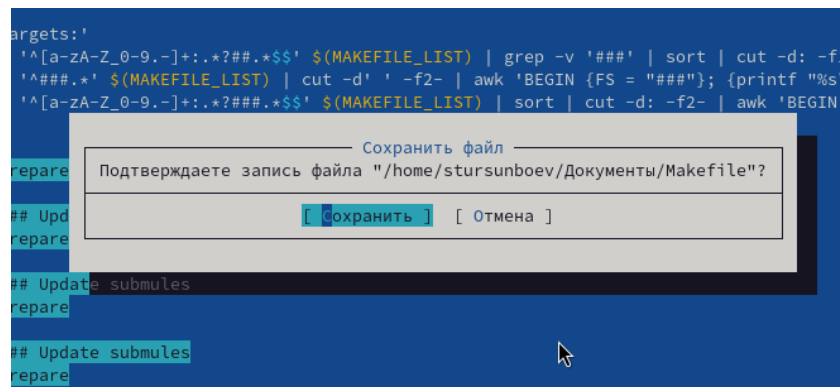 argets:'
'^[a-zA-Z_0-9.-]+:.*?##.*$$' $(MAKEFILE_LIST) | grep -v '###' | sort | cut -d: -f
'^###.*' $(MAKEFILE_LIST) | cut -d' ' -f2- | awk 'BEGIN {FS = "###"}; {printf "%s
'^[a-zA-Z_0-9.-]+:.*?###.*$$' $(MAKEFILE_LIST) | sort | cut -d: -f2- | awk 'BEGIN
Сохранить файл
repare Подтверждаете запись файла "/home/stursunboev/Документы/Makefile"?
## Upd [ Сохранить ] [ Отмена ]
repare
## Update submules
repare
## Update submules
repare